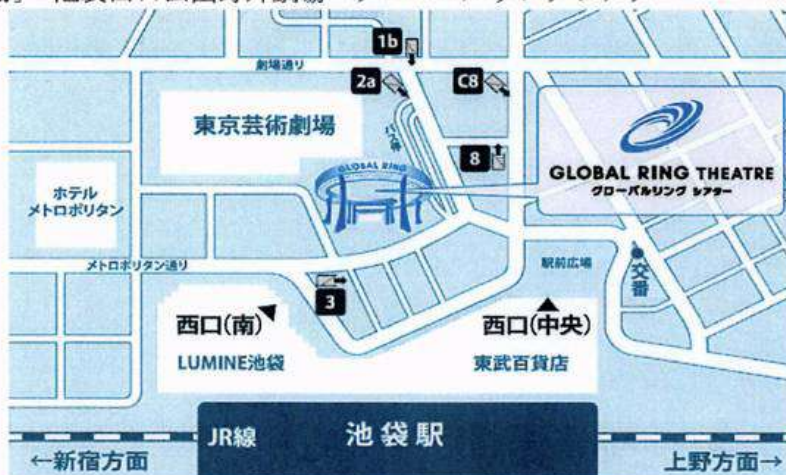 1b
劇場通り
2a
C8
東京芸術劇場
バス停
8
GLOBAL RING
GLOBAL RING THEATRE
グローバルリング シアター
ホテル
メトロポリタン
メトロポリタン通り
駅前広場
交番
3
西口(南)
西口(中央)
LUMINE池袋
東武百貨店
JR線
池袋駅
←新宿方面
上野方面→